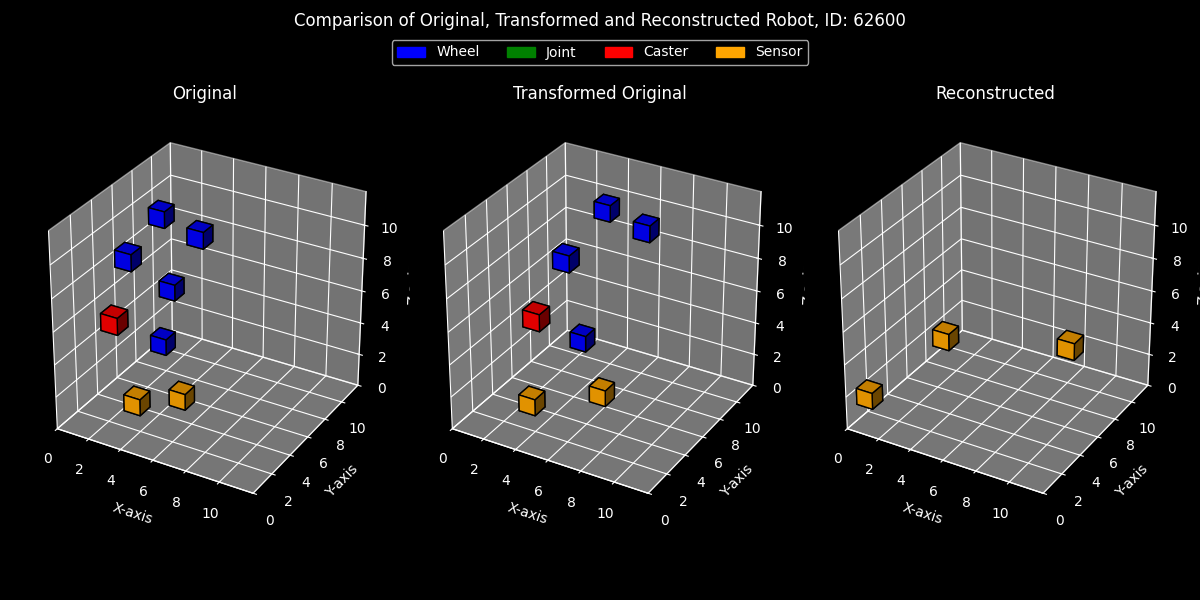 Comparison of Original, Transformed and Reconstructed Robot, ID: 62600
Wheel Joint Caster Sensor
Original
Transformed Original
Reconstructed
0 2 4 6 8 10
X-axis
0 2 4 6 8 10
Y-axis
0 2 4 6 8 10
0 2 4 6 8 10
X-axis
0 2 4 6 8 10
Y-axis
0 2 4 6 8 10
0 2 4 6 8 10
X-axis
0 2 4 6 8 10
Y-axis
0 2 4 6 8 10